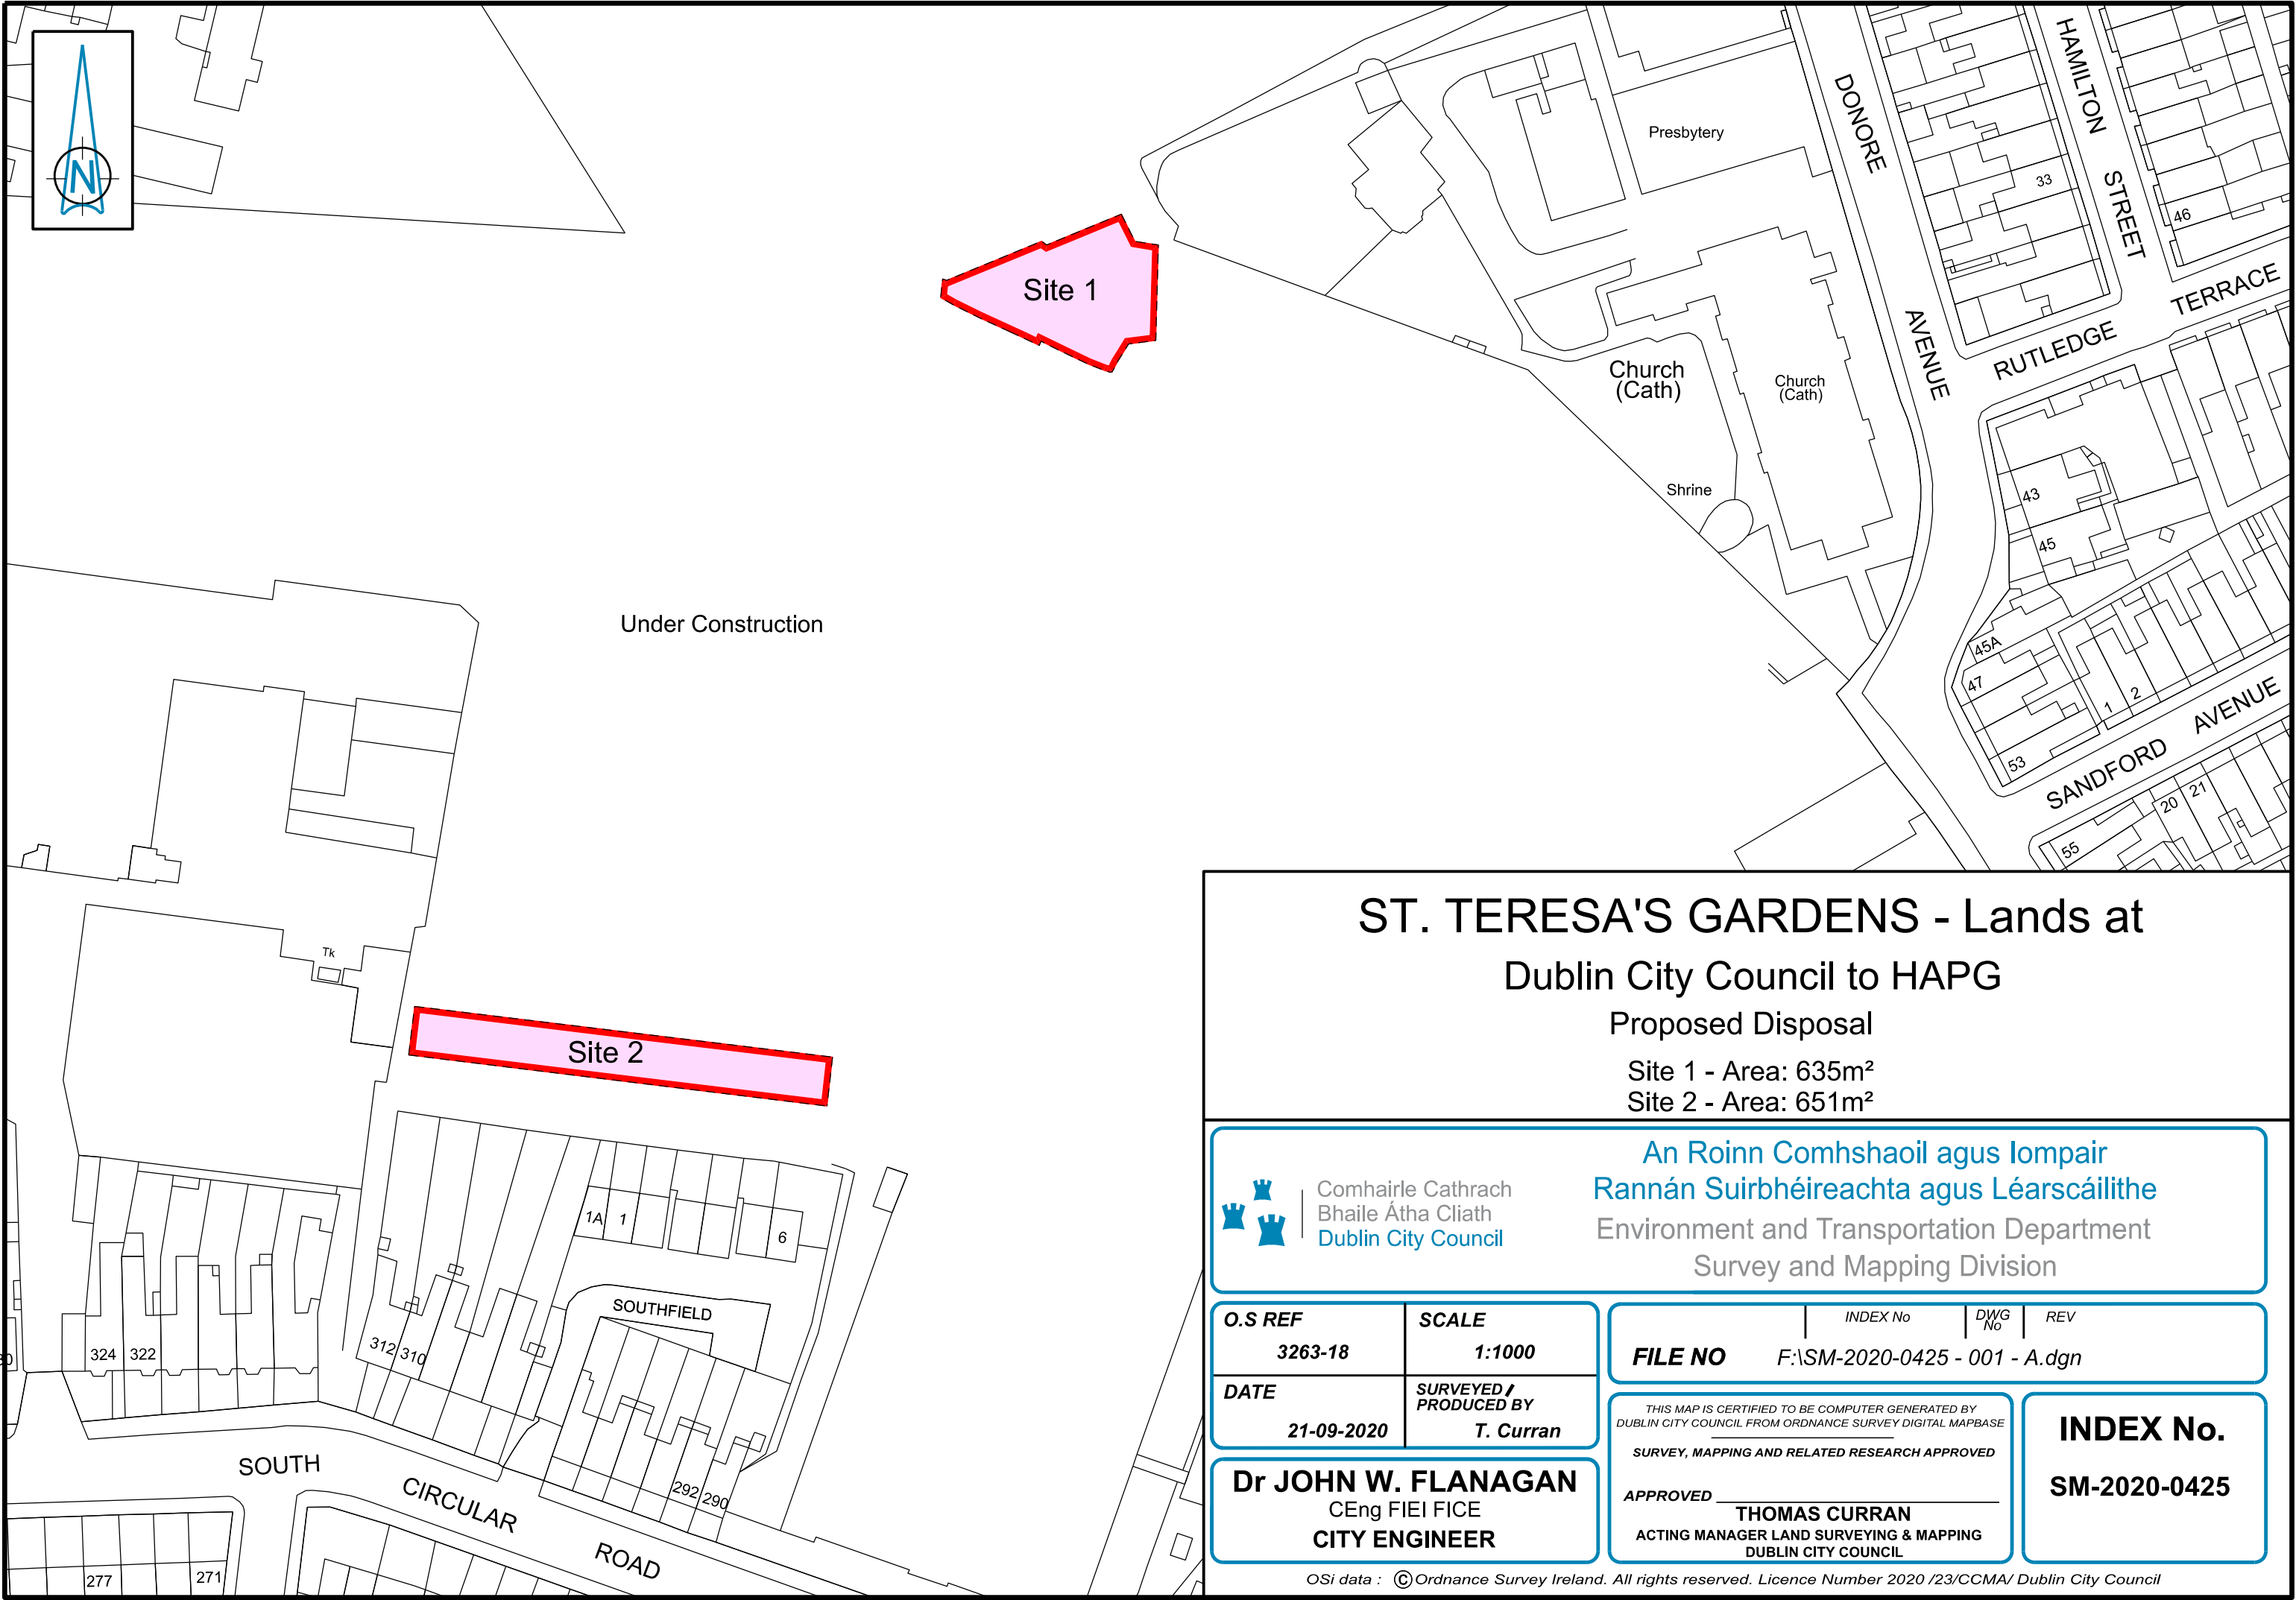 N
Site 1
Presbytery
DONORE
AVENUE
HAMILTON
STREET
33
46
RUTLEDGE
TERRACE
Church
(Cath)
Church
(Cath)
Shrine
43
45
45A
47
53
1
2
SANDFORD
AVENUE
20
21
55
Under Construction
Tk
Site 2
1A
1
6
SOUTHFIELD
324
322
312
310
292
290
SOUTH
CIRCULAR
ROAD
277
271
ST. TERESA'S GARDENS - Lands at
Dublin City Council to HAPG
Proposed Disposal
Site 1 - Area: 635m²
Site 2 - Area: 651m²
Comhairle Cathrach
Bhaile Átha Cliath
Dublin City Council
An Roinn Comhshaoil agus Iompair
Rannán Suirbhéireachta agus Léarscáilithe
Environment and Transportation Department
Survey and Mapping Division
O.S REF
3263-18
SCALE
1:1000
DATE
21-09-2020
SURVEYED /
PRODUCED BY
T. Curran
INDEX No
DWG
No
REV
FILE NO F:\SM-2020-0425 - 001 - A.dgn
Dr JOHN W. FLANAGAN
CEng FIEI FICE
CITY ENGINEER
THIS MAP IS CERTIFIED TO BE COMPUTER GENERATED BY
DUBLIN CITY COUNCIL FROM ORDNANCE SURVEY DIGITAL MAPBASE
SURVEY, MAPPING AND RELATED RESEARCH APPROVED
APPROVED
THOMAS CURRAN
ACTING MANAGER LAND SURVEYING & MAPPING
DUBLIN CITY COUNCIL
INDEX No.
SM-2020-0425
OSi data : © Ordnance Survey Ireland. All rights reserved. Licence Number 2020 /23/CCMA/ Dublin City Council